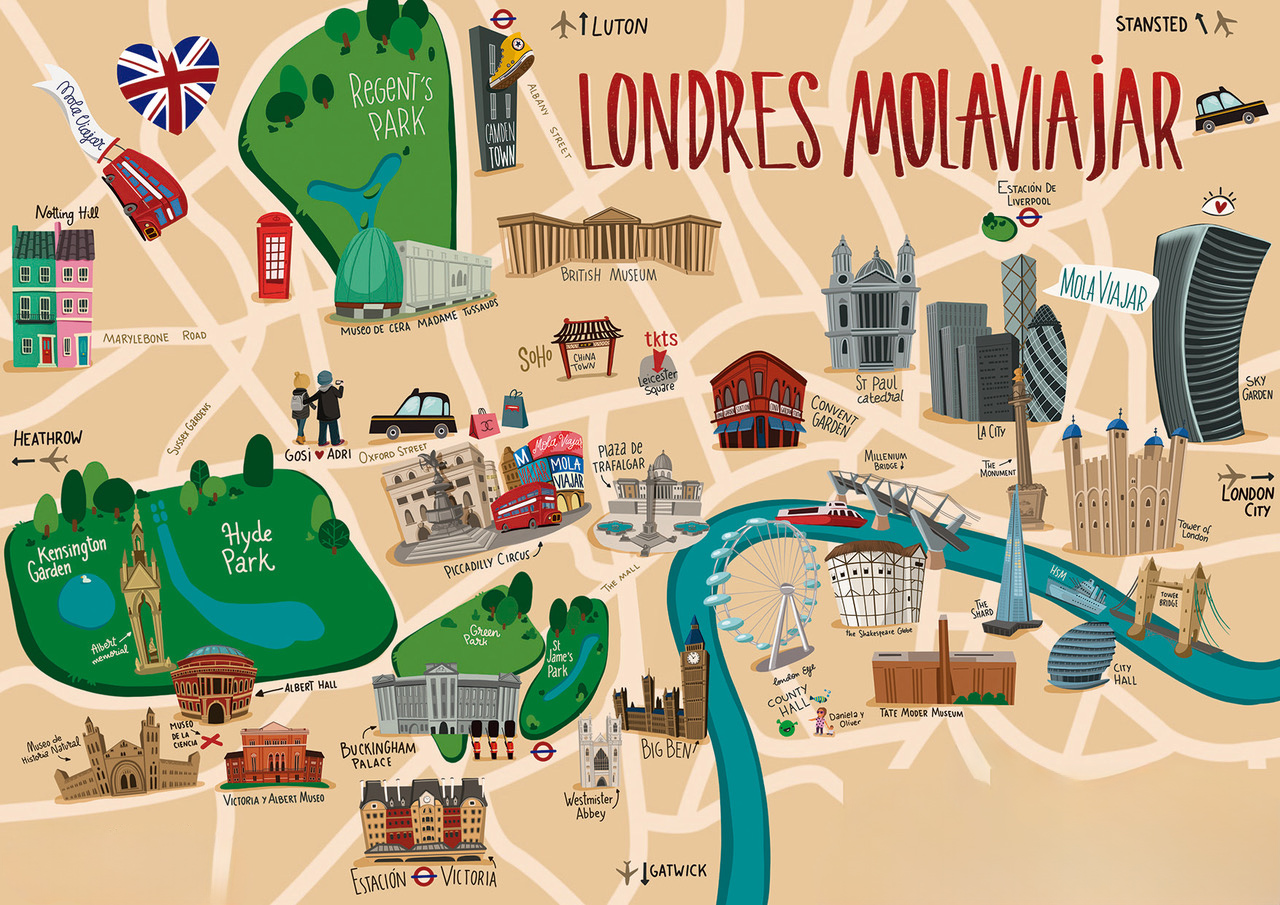 LUTON
STANSTED
LONDRES MOLAVIAJAR
Mola Viajar
REGENT'S
PARK
CAMDEN
TOWN
ALBANY STREET
ESTACIÓN DE
LIVERPOOL
Notting Hill
BRITISH MUSEUM
MOLA VIAJAR
MUSEO DE CERA MADAME TUSSAUDS
MARYLEBONE ROAD
SOHO
CHINA
TOWN
tkts
Leicester
Square
ST PAUL
catedral
CONVENT
GARDEN
LA CITY
SKY
GARDEN
SUSSEX GARDENS
GOSI ♥ ADRI
OXFORD STREET
HEATHROW
Mola Viajar
MOLA
VIAJAR
PLAZA DE
TRAFALGAR
MILLENIUM
BRIDGE
THE
MONUMENT
LONDON
CITY
Tower of
London
Kensington
Garden
Hyde
Park
PICCADILLY CIRCUS
THE MALL
HSM
TOWER
BRIDGE
THE
SHARD
the Shakespeare Globe
Albert
memorial
Green
Park
St
Jame's
Park
london eye
CITY
HALL
ALBERT HALL
COUNTY
HALL
Daniela y
Oliver
TATE MODER MUSEUM
MUSEO
DE LA
CIENCIA
Museo de
Historia Natural
BUCKINGHAM
PALACE
BIG BEN
VICTORIA Y ALBERT MUSEO
Westmister
Abbey
ESTACIÓN VICTORIA
GATWICK